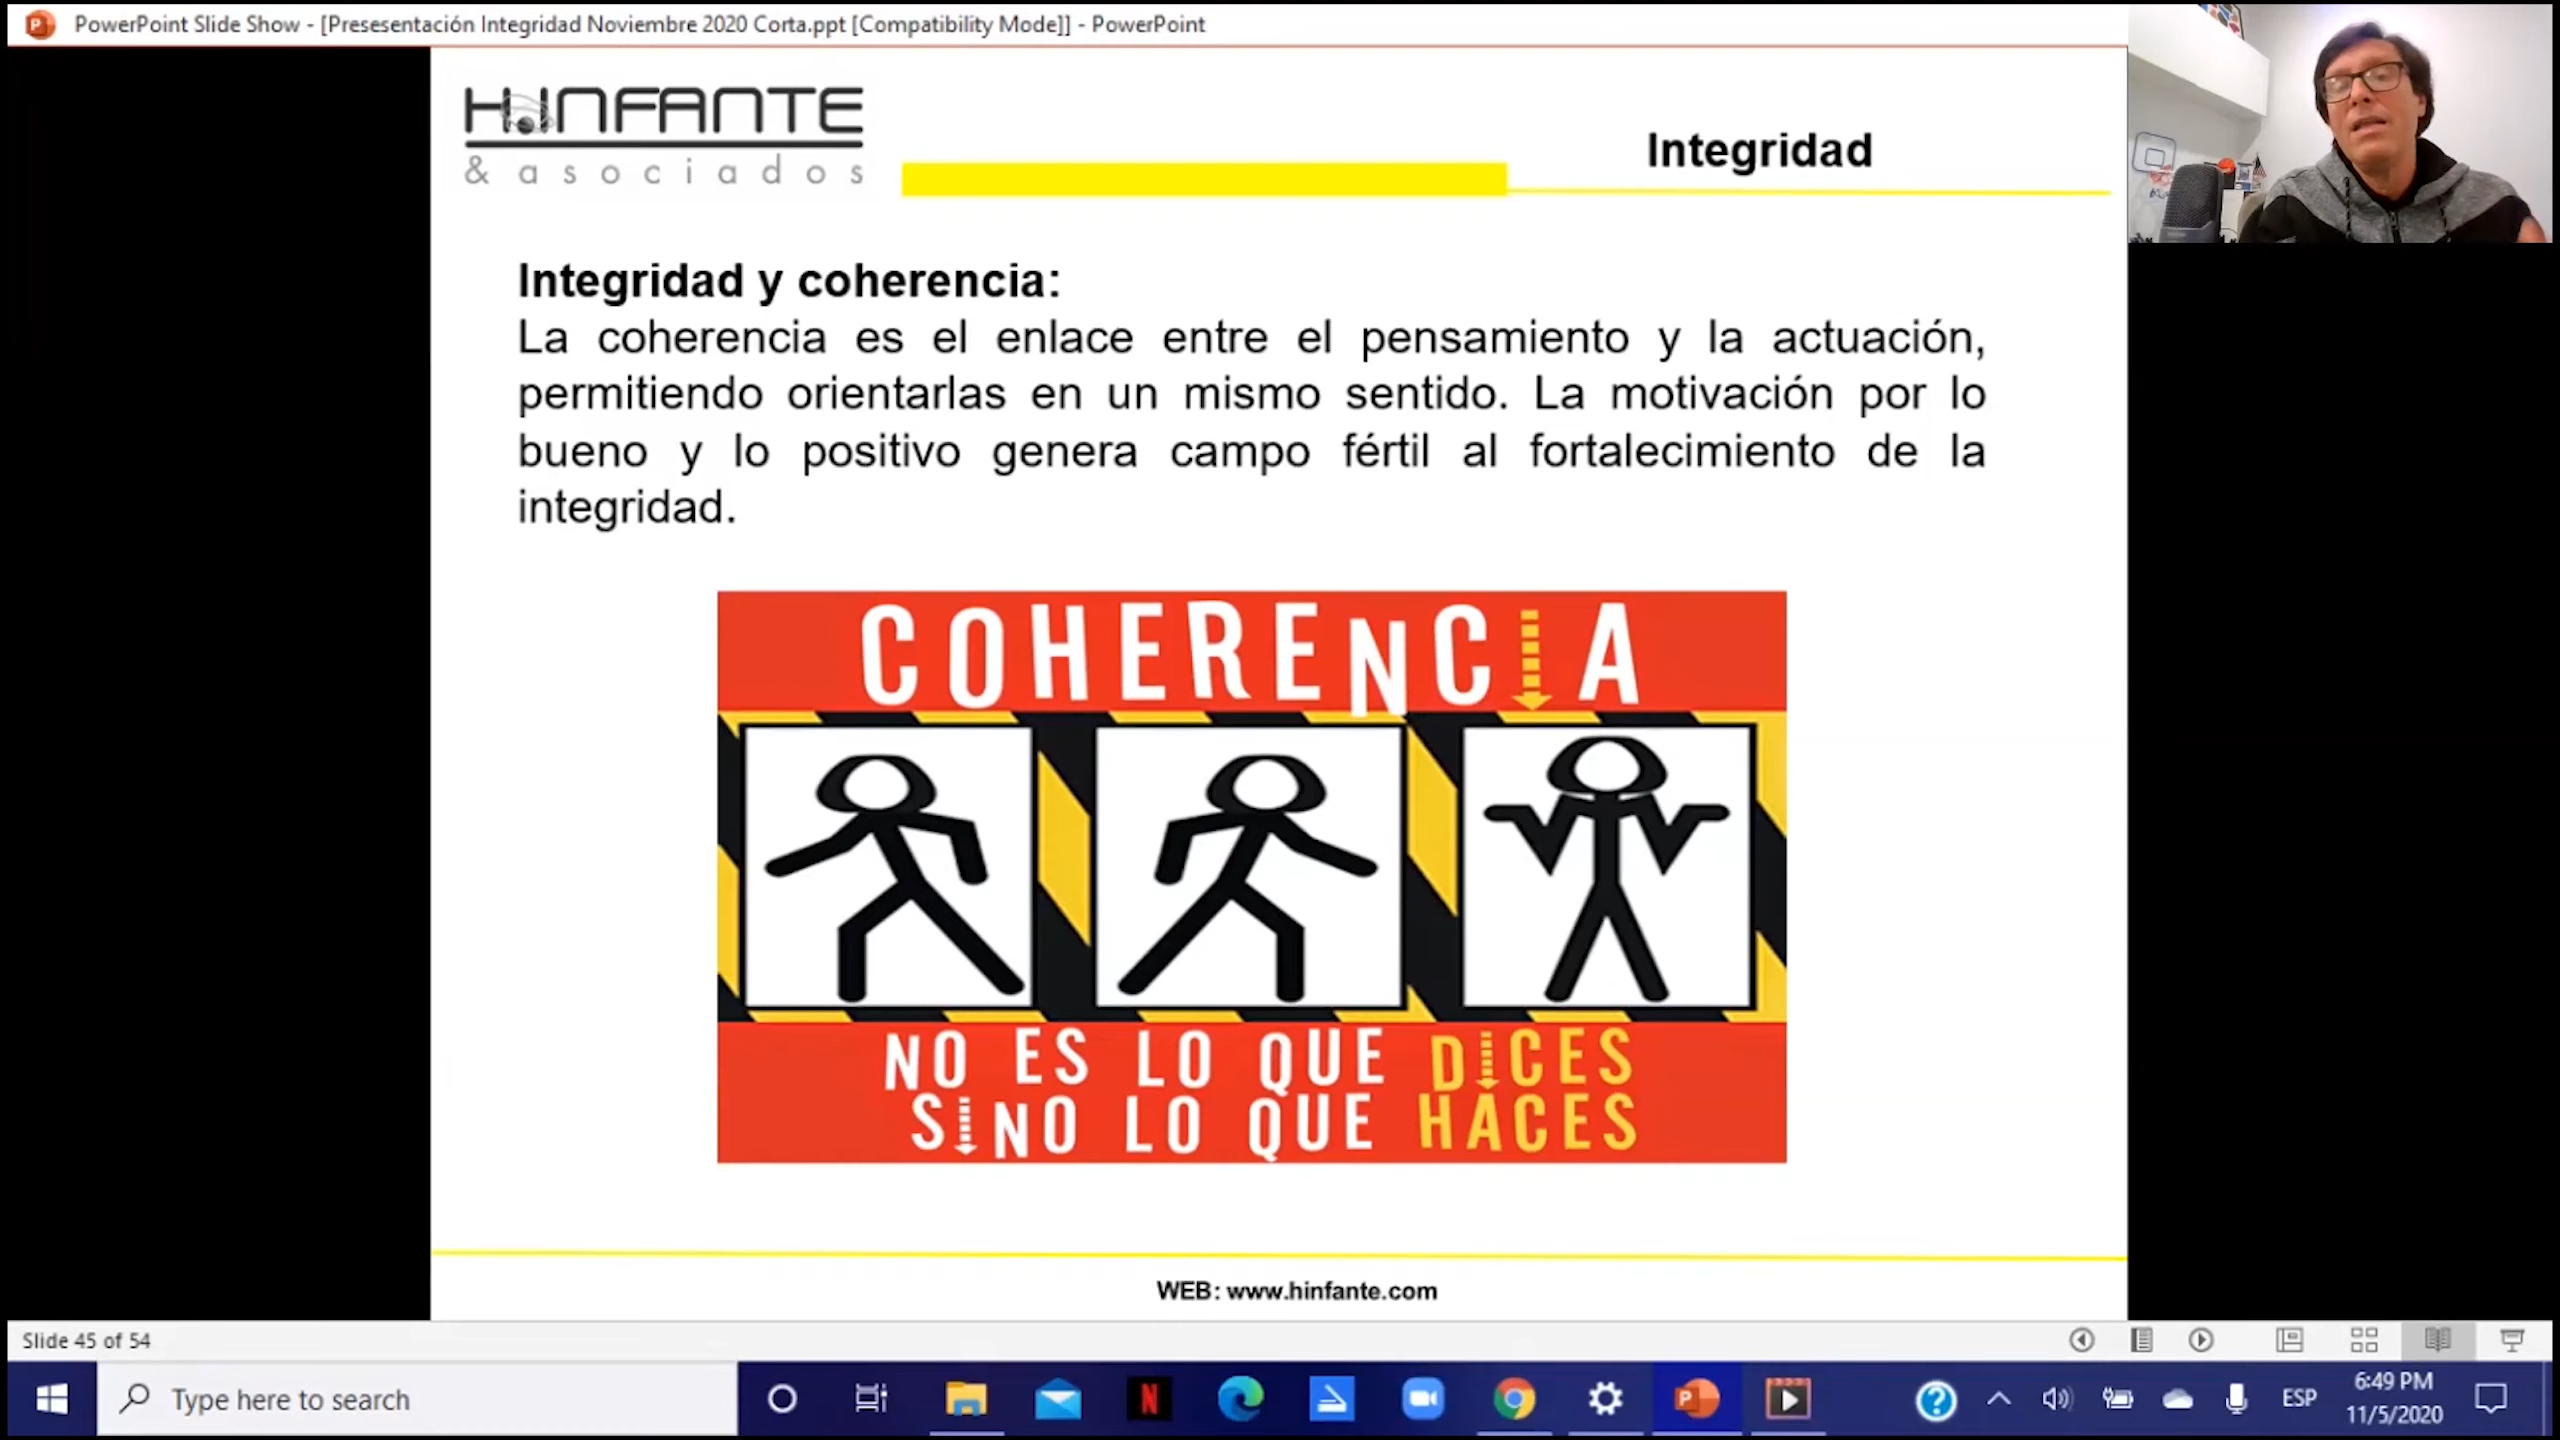 PowerPoint Slide Show - [Presesentación Integridad Noviembre 2020 Corta.ppt [Compatibility Mode]] - PowerPoint
H.INFANTE
& asociados
Integridad
Integridad y coherencia:
La coherencia es el enlace entre el pensamiento y la actuación,
permitiendo orientarlas en un mismo sentido. La motivación por lo
bueno y lo positivo genera campo fértil al fortalecimiento de la
integridad.
COHERENCIA
NO ES LO QUE DICES
SINO LO QUE HACES
WEB: www.hinfante.com
Slide 45 of 54
Type here to search
N
P
ESP
6:49 PM
11/5/2020